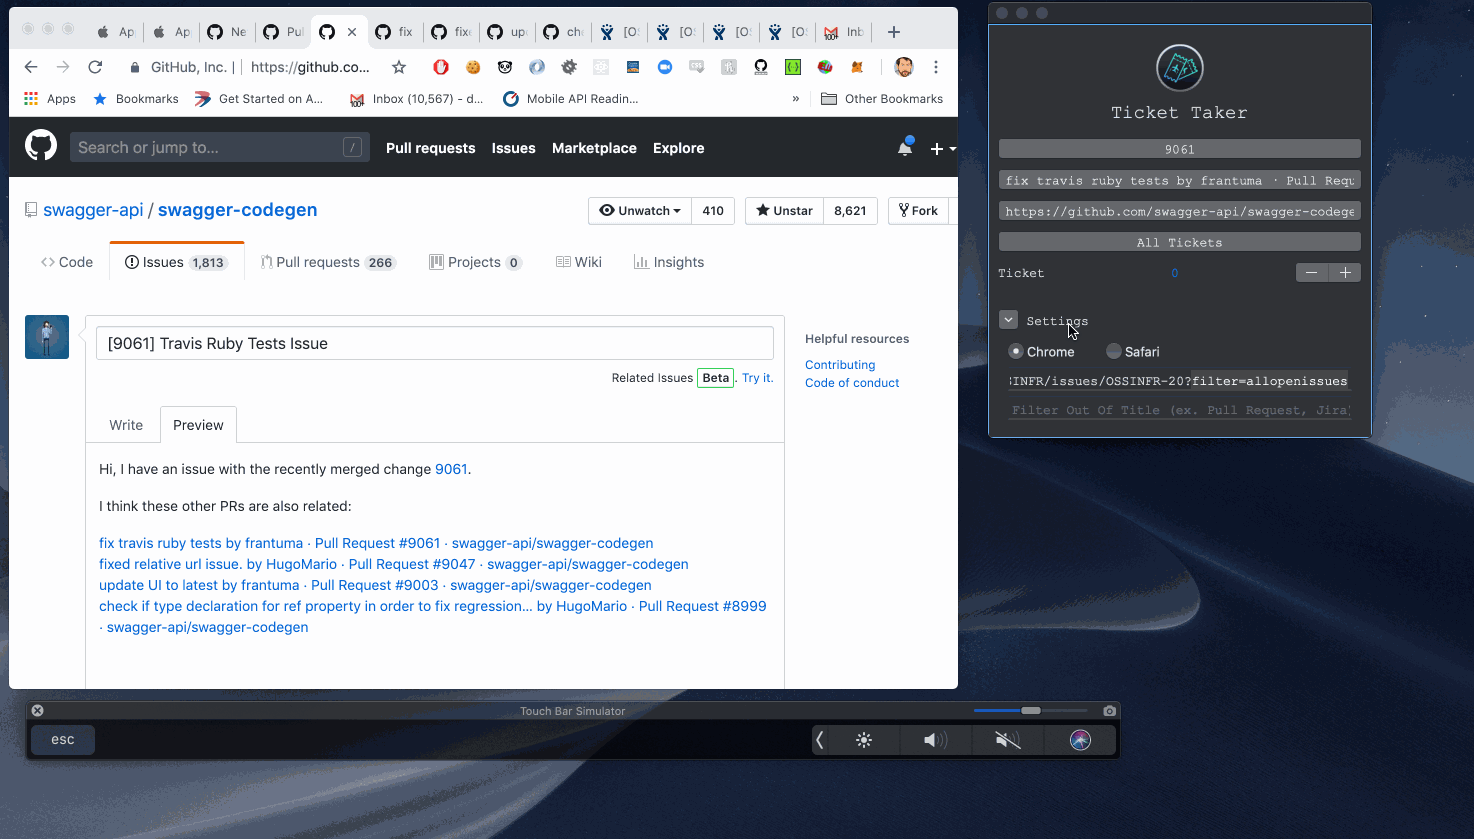 Ap
Ap
Ne
Pul
fix
fixe
upd
che
[OS
[OS
[OS
[OS
100+
Inb
GitHub, Inc. | https://github.co...
Apps
Bookmarks
Get Started on A...
100+
Inbox (10,567) – d...
Mobile API Readin...
»
Other Bookmarks
Search or jump to... /
Pull requests
Issues
Marketplace
Explore
swagger-api / swagger-codegen
Unwatch 410
Unstar 8,621
Fork
Code
Issues 1,813
Pull requests 266
Projects 0
Wiki
Insights
[9061] Travis Ruby Tests Issue
Related Issues Beta. Try it.
Write
Preview
Hi, I have an issue with the recently merged change 9061.
I think these other PRs are also related:
fix travis ruby tests by frantuma · Pull Request #9061 · swagger-api/swagger-codegen
fixed relative url issue. by HugoMario · Pull Request #9047 · swagger-api/swagger-codegen
update UI to latest by frantuma · Pull Request #9003 · swagger-api/swagger-codegen
check if type declaration for ref property in order to fix regression... by HugoMario · Pull Request #8999
· swagger-api/swagger-codegen
Helpful resources
Contributing
Code of conduct
Ticket Taker
9061
fix travis ruby tests by frantuma · Pull Requ
https://github.com/swagger-api/swagger-codege
All Tickets
Ticket 0
Settings
Chrome
Safari
SINFR/issues/OSSINFR-20?filter=allopenissues
Filter Out Of Title (ex. Pull Request, Jira)
Touch Bar Simulator
esc